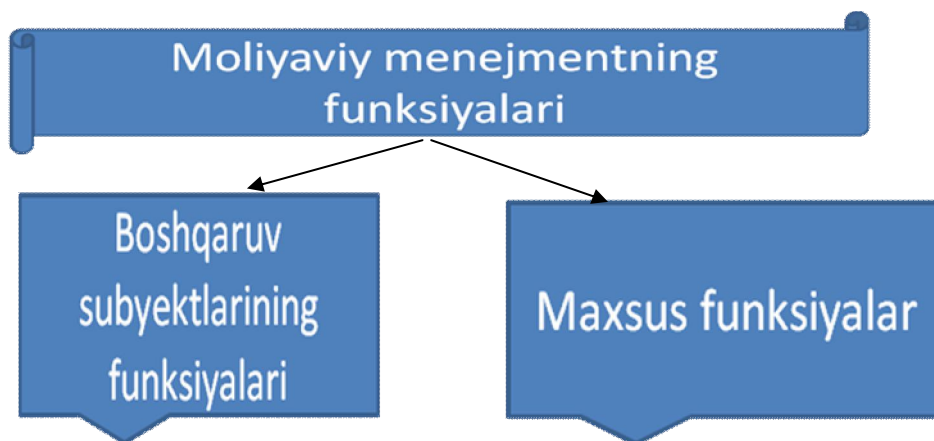 Moliyaviy menejmentning
funksiyalari
Boshqaruv
subyektlarining
funksiyalari
Maxsus funksiyalar